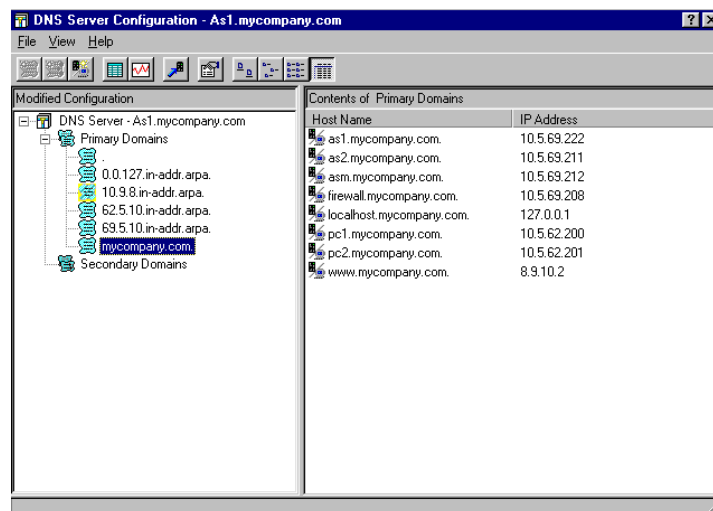 DNS Server Configuration - As1.mycompany.com
File View Help
Modified Configuration
DNS Server - As1.mycompany.com
Primary Domains
.
0.0.127.in-addr.arpa.
10.9.8.in-addr.arpa.
62.5.10.in-addr.arpa.
69.5.10.in-addr.arpa.
mycompany.com.
Secondary Domains
Contents of Primary Domains
Host Name IP Address
as1.mycompany.com. 10.5.69.222
as2.mycompany.com. 10.5.69.211
asm.mycompany.com. 10.5.69.212
firewall.mycompany.com. 10.5.69.208
localhost.mycompany.com. 127.0.0.1
pc1.mycompany.com. 10.5.62.200
pc2.mycompany.com. 10.5.62.201
www.mycompany.com. 8.9.10.2